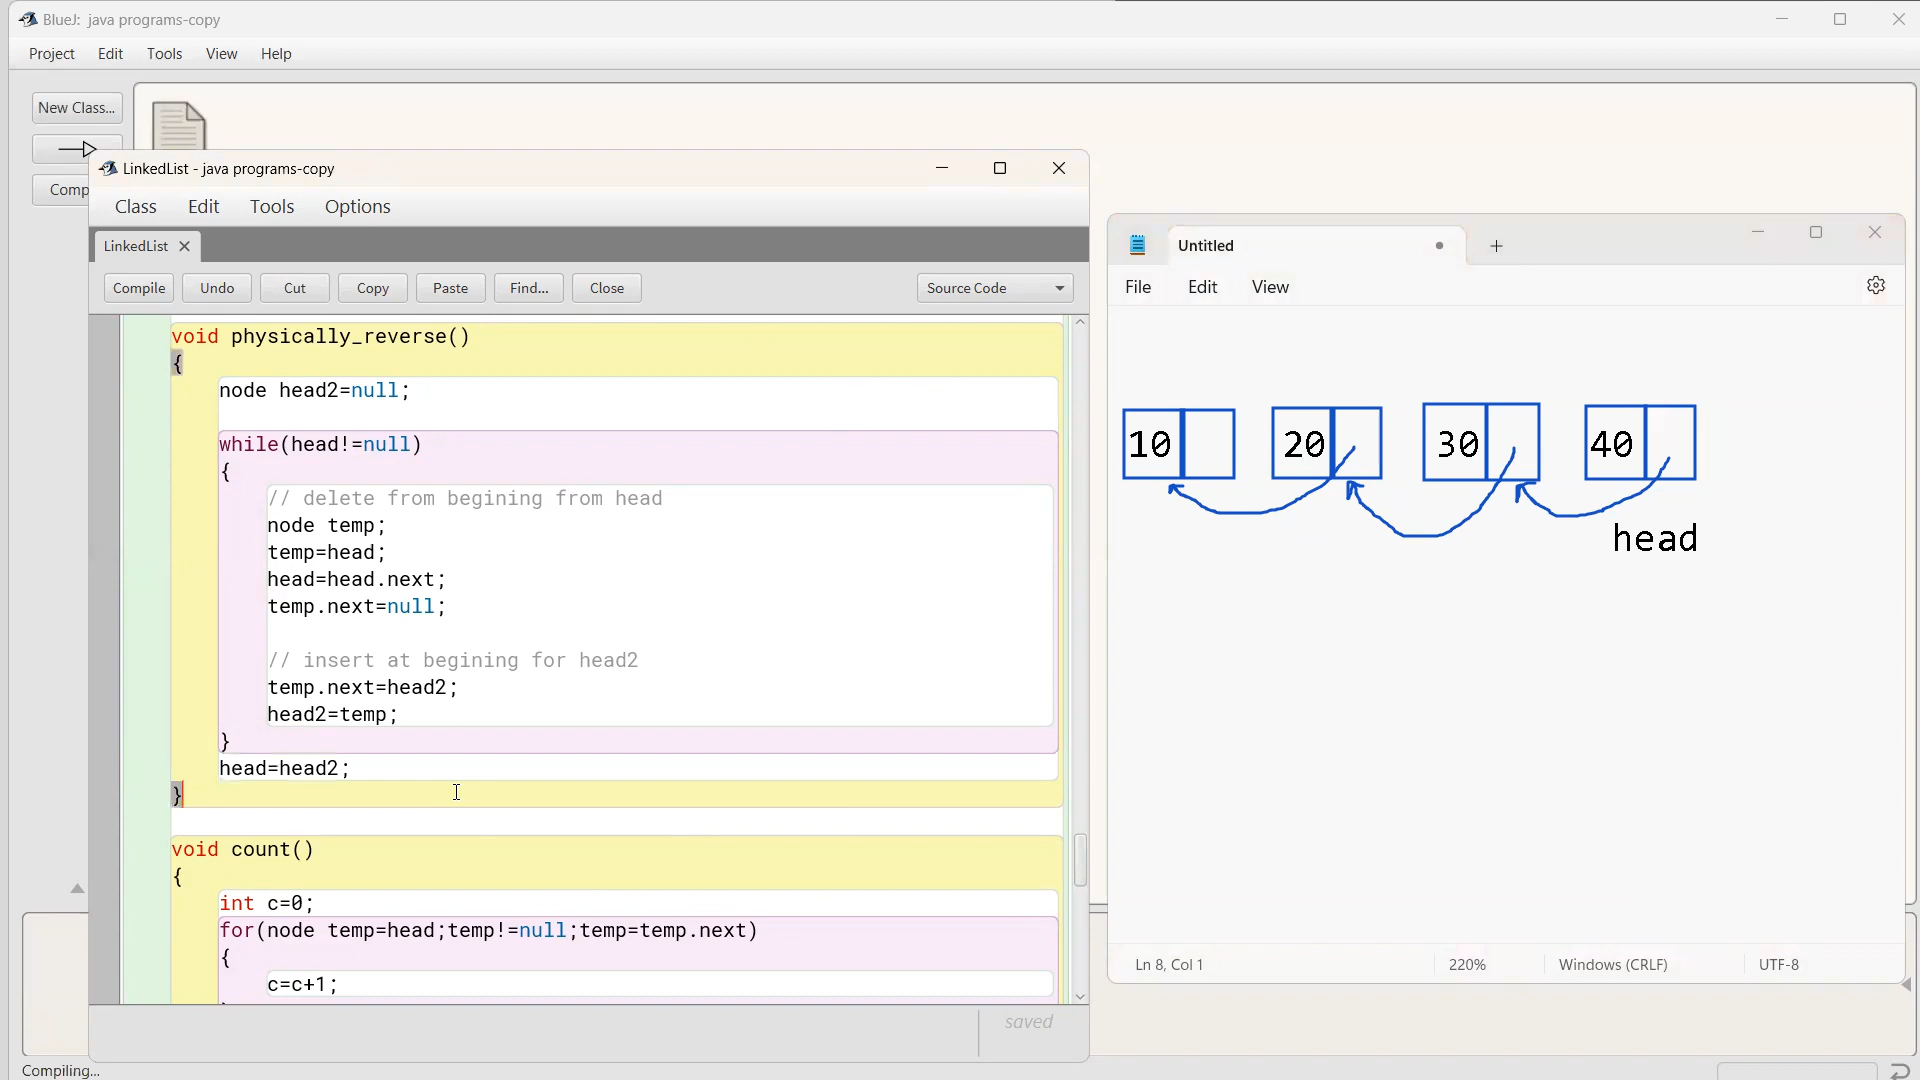 BlueJ: java programs-copy
Project Edit Tools View Help
New Class...
Comp
LinkedList - java programs-copy
Class Edit Tools Options
LinkedList
Compile Undo Cut Copy Paste Find... Close Source Code
void physically_reverse()
{
node head2=null;
while(head!=null)
{
// delete from begining from head
node temp;
temp=head;
head=head.next;
temp.next=null;
// insert at begining for head2
temp.next=head2;
head2=temp;
}
head=head2;
}
void count()
{
int c=0;
for(node temp=head;temp!=null;temp=temp.next)
{
c=c+1;
saved
Compiling...
Untitled
File Edit View
10 20 30 40
head
Ln 8, Col 1 220% Windows (CRLF) UTF-8